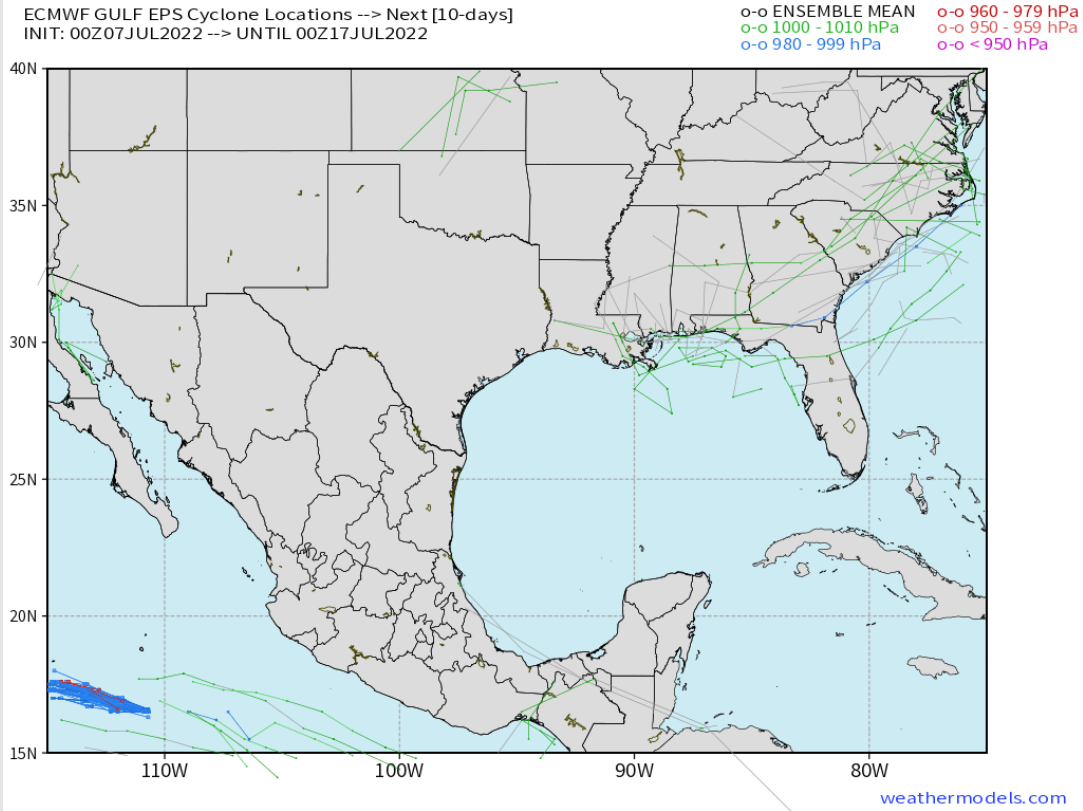 ECMWF GULF EPS Cyclone Locations --> Next [10-days]
INIT: 00Z07JUL2022 --> UNTIL 00Z17JUL2022
o-o ENSEMBLE MEAN
o-o 1000 - 1010 hPa
o-o 980 - 999 hPa
o-o 960 - 979 hPa
o-o 950 - 959 hPa
o-o < 950 hPa
40N
35N
30N
25N
20N
15N
110W
100W
90W
80W
weathermodels.com